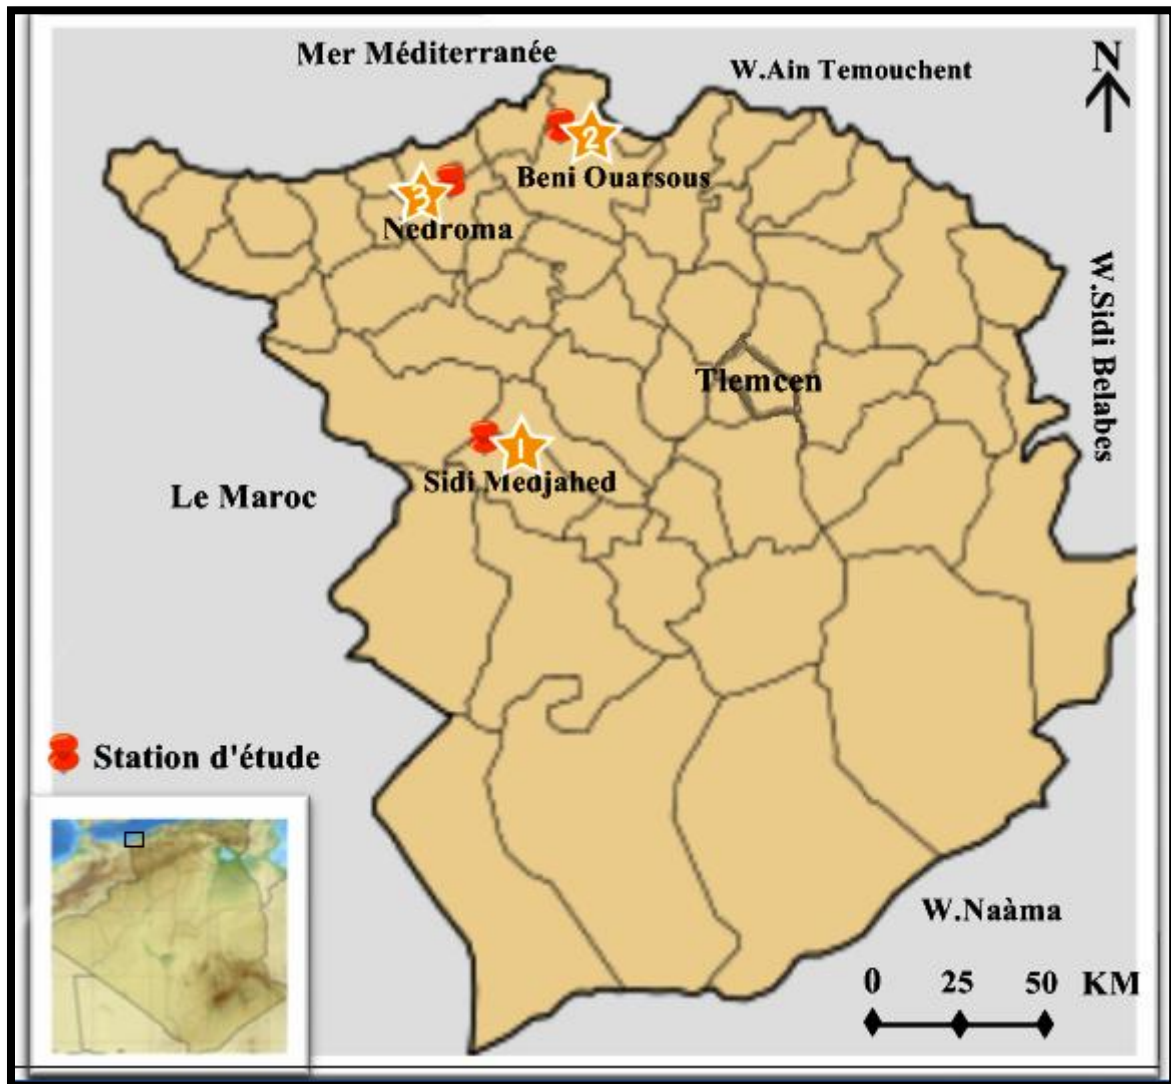 Mer Méditerranée
W.Ain Temouchent
N
2
Beni Ouarsous
3
Nedroma
W.Sidi Belabes
Tlemcen
1
Sidi Medjahed
Le Maroc
Station d'étude
W.Naàma
0 25 50 KM